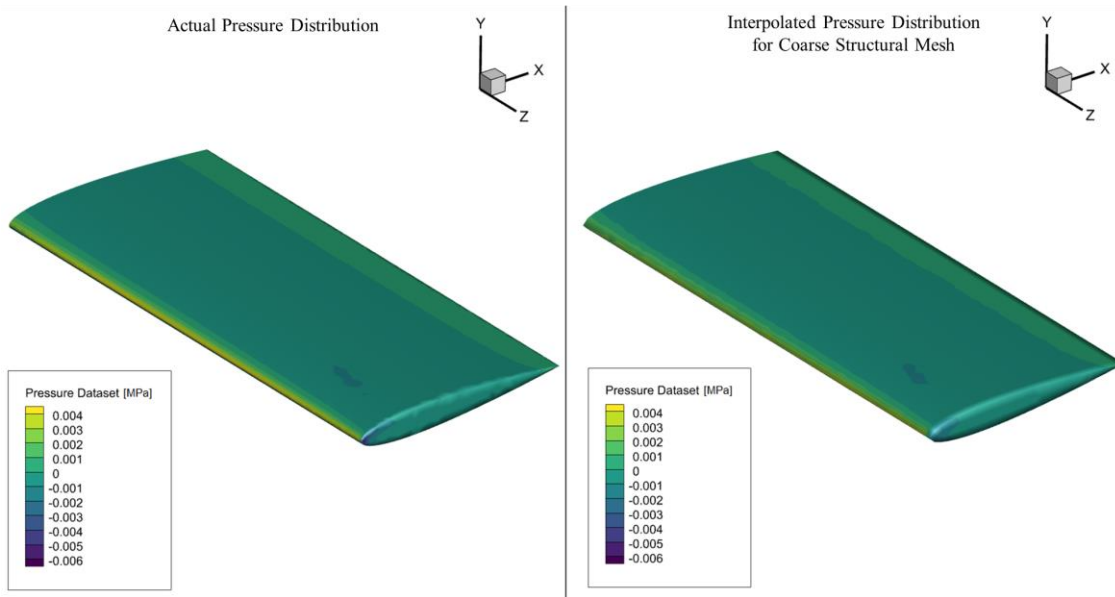 Actual Pressure Distribution
Y
X
Z
Pressure Dataset [MPa]
0.004
0.003
0.002
0.001
0
-0.001
-0.002
-0.003
-0.004
-0.005
-0.006
Interpolated Pressure Distribution
for Coarse Structural Mesh
Y
X
Z
Pressure Dataset [MPa]
0.004
0.003
0.002
0.001
0
-0.001
-0.002
-0.003
-0.004
-0.005
-0.006